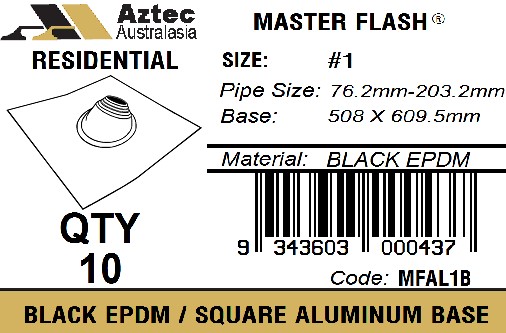 Aztec
Australasia
RESIDENTIAL
QTY
10
MASTER FLASH®
SIZE: #1
Pipe Size: 76.2mm-203.2mm
Base: 508 X 609.5mm
Material: BLACK EPDM
9 343603 000437
Code: MFAL1B
BLACK EPDM / SQUARE ALUMINUM BASE